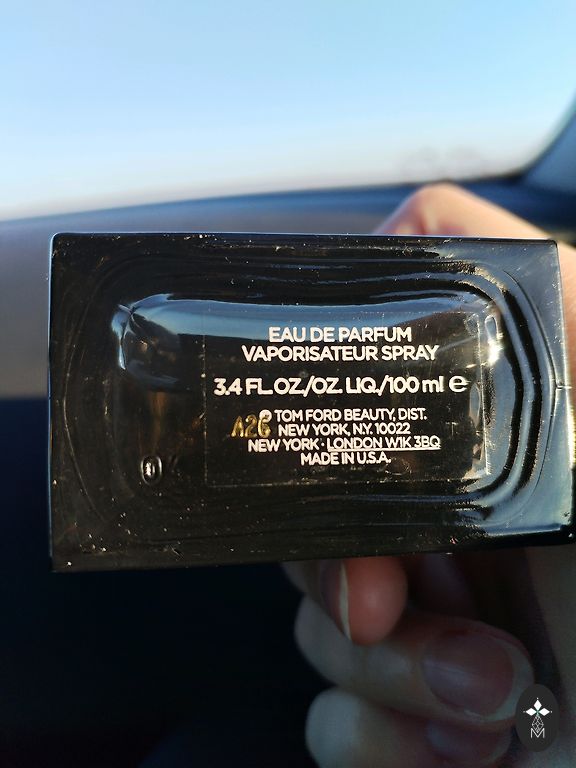 EAU DE PARFUM
VAPORISATEUR SPRAY
3.4 FL.OZ./OZ. LIQ./100 ml ℮
TOM FORD BEAUTY, DIST.
A26 NEW YORK, N.Y. 10022
NEW YORK · LONDON W1K 3BQ
MADE IN U.S.A.